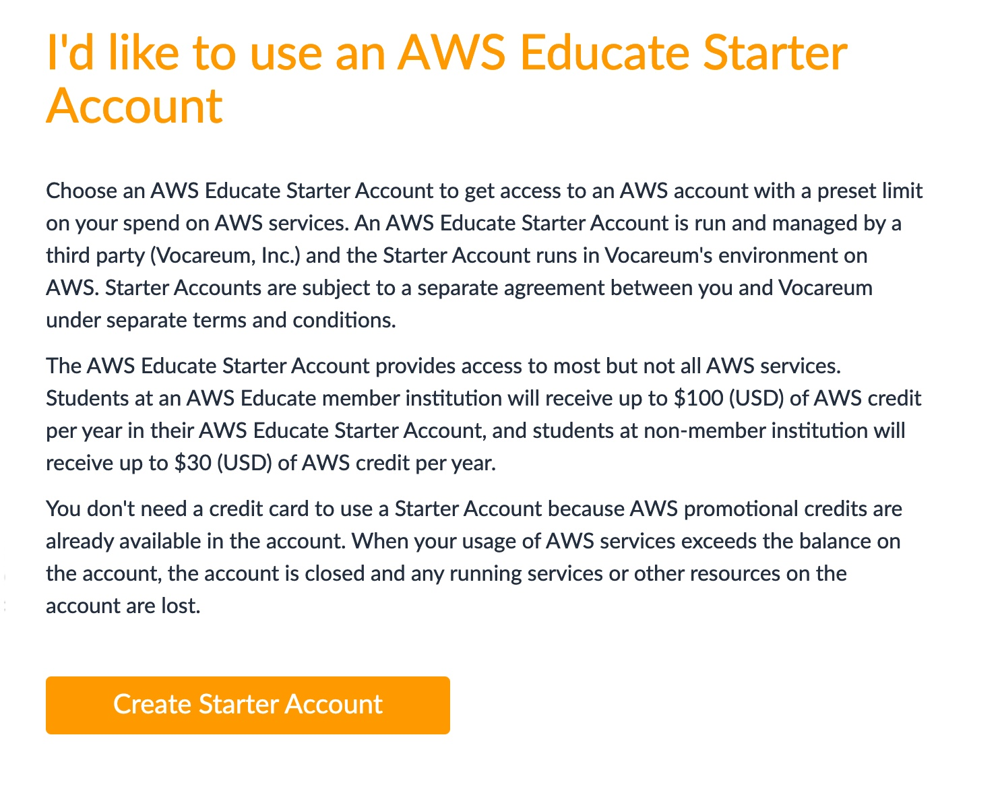 I'd like to use an AWS Educate Starter
Account
Choose an AWS Educate Starter Account to get access to an AWS account with a preset limit
on your spend on AWS services. An AWS Educate Starter Account is run and managed by a
third party (Vocareum, Inc.) and the Starter Account runs in Vocareum's environment on
AWS. Starter Accounts are subject to a separate agreement between you and Vocareum
under separate terms and conditions.
The AWS Educate Starter Account provides access to most but not all AWS services.
Students at an AWS Educate member institution will receive up to $100 (USD) of AWS credit
per year in their AWS Educate Starter Account, and students at non-member institution will
receive up to $30 (USD) of AWS credit per year.
You don't need a credit card to use a Starter Account because AWS promotional credits are
already available in the account. When your usage of AWS services exceeds the balance on
the account, the account is closed and any running services or other resources on the
account are lost.
Create Starter Account